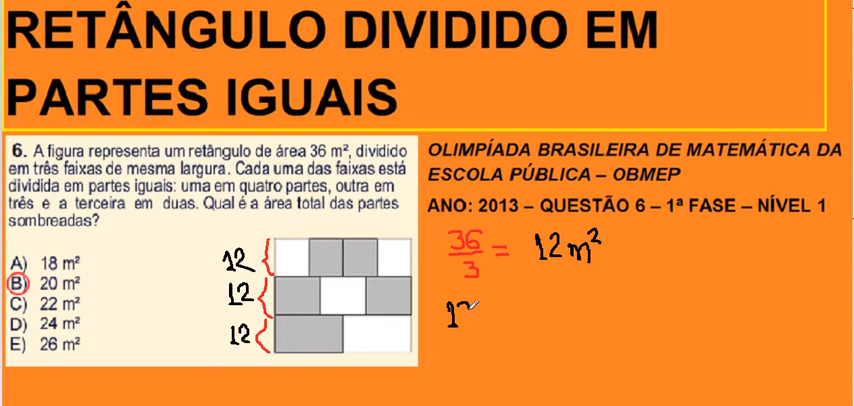 RETÂNGULO DIVIDIDO EM
PARTES IGUAIS
6. A figura representa um retângulo de área 36 m², dividido
em três faixas de mesma largura. Cada uma das faixas está
dividida em partes iguais: uma em quatro partes, outra em
três e a terceira em duas. Qual é a área total das partes
sombreadas?
A) 18 m²
B) 20 m²
C) 22 m²
D) 24 m²
E) 26 m²
12
12
12
OLIMPÍADA BRASILEIRA DE MATEMÁTICA DA
ESCOLA PÚBLICA – OBMEP
ANO: 2013 – QUESTÃO 6 – 1ª FASE – NÍVEL 1
36/3 = 12 m²